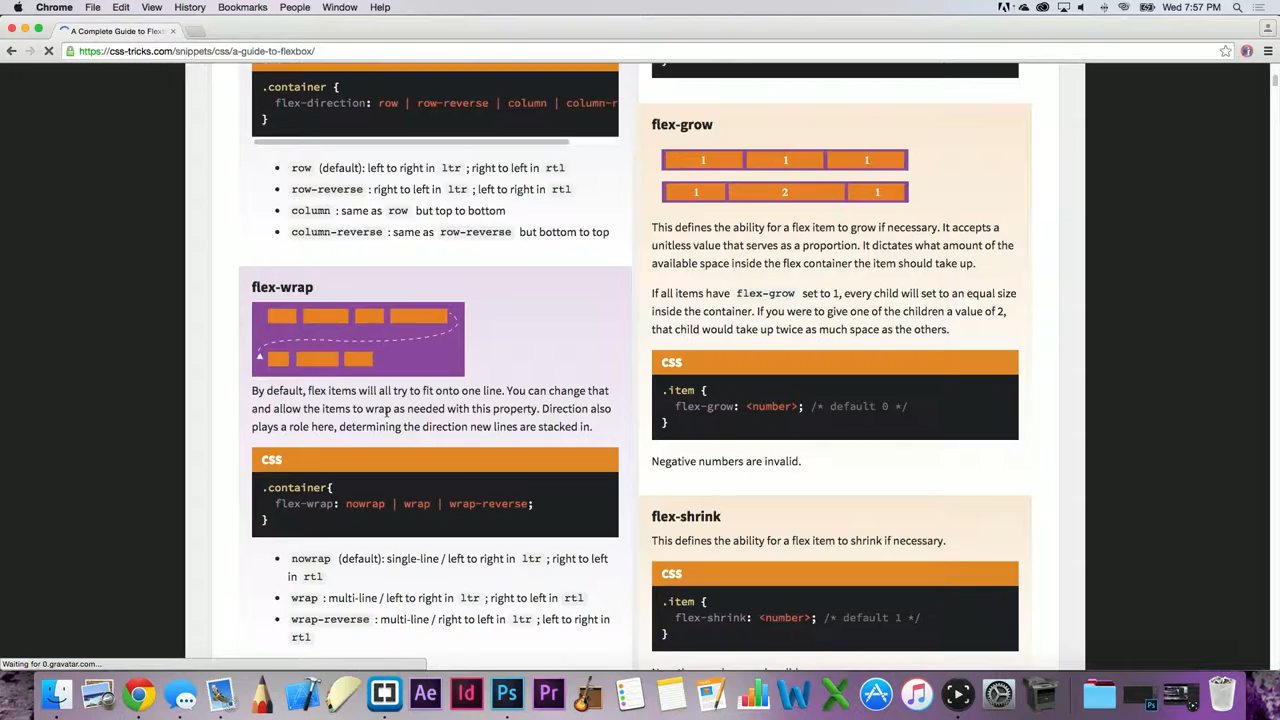 Chrome File Edit View History Bookmarks People Window Help Wed 7:57 PM
A Complete Guide to Flexb
https://css-tricks.com/snippets/css/a-guide-to-flexbox/
.container {
flex-direction: row | row-reverse | column | column-r
}
row (default): left to right in ltr ; right to left in rtl
row-reverse : right to left in ltr ; left to right in rtl
column : same as row but top to bottom
column-reverse : same as row-reverse but bottom to top
flex-wrap
By default, flex items will all try to fit onto one line. You can change that
and allow the items to wrap as needed with this property. Direction also
plays a role here, determining the direction new lines are stacked in.
CSS
.container{
flex-wrap: nowrap | wrap | wrap-reverse;
}
nowrap (default): single-line / left to right in ltr ; right to left
in rtl
wrap : multi-line / left to right in ltr ; right to left in rtl
wrap-reverse : multi-line / right to left in ltr ; left to right in
rtl
flex-grow
1 1 1
1 2 1
This defines the ability for a flex item to grow if necessary. It accepts a
unitless value that serves as a proportion. It dictates what amount of the
available space inside the flex container the item should take up.
If all items have flex-grow set to 1, every child will set to an equal size
inside the container. If you were to give one of the children a value of 2,
that child would take up twice as much space as the others.
CSS
.item {
flex-grow: <number>; /* default 0 */
}
Negative numbers are invalid.
flex-shrink
This defines the ability for a flex item to shrink if necessary.
CSS
.item {
flex-shrink: <number>; /* default 1 */
}
Waiting for 0.gravatar.com...
Ae Id Ps Pr